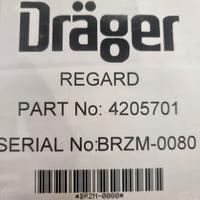 Dräger
REGARD
PART No: 4205701
SERIAL No:BRZM-0080
*BRZM-0080*